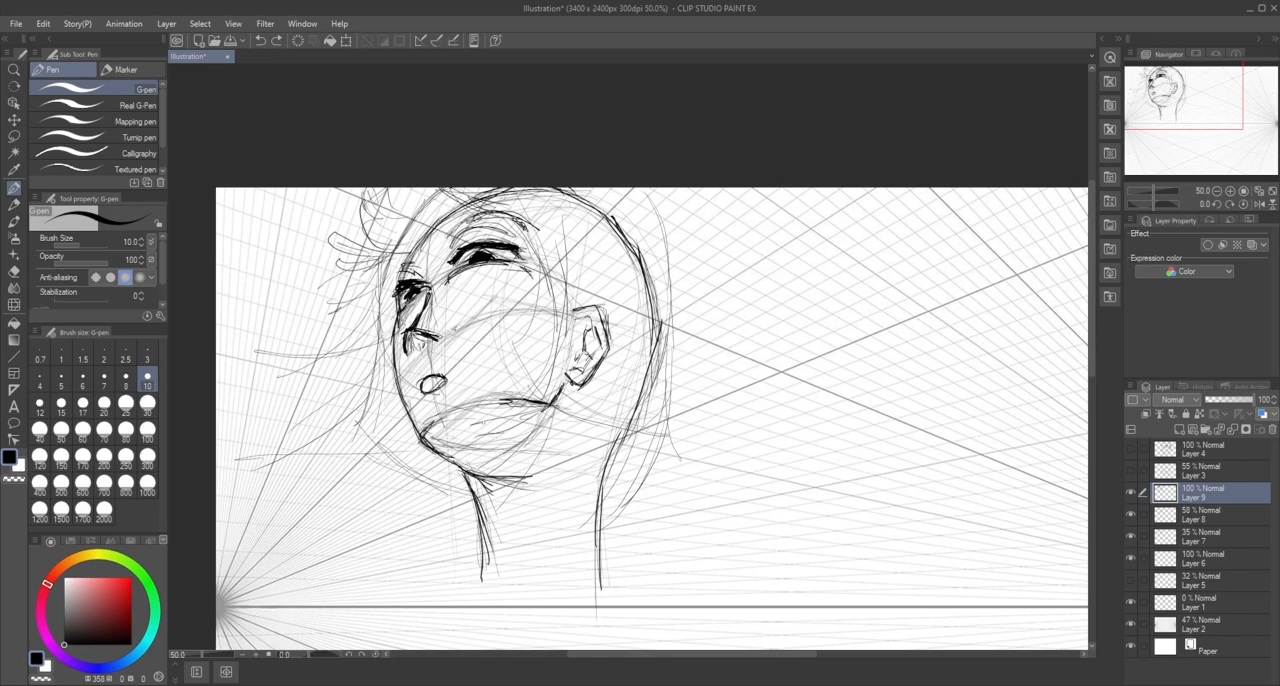 Illustration* (3400 x 2400px 300dpi 50.0%) - CLIP STUDIO PAINT EX
File Edit Story(P) Animation Layer Select View Filter Window Help
Sub Tool: Pen
Pen Marker
G-pen
Real G-Pen
Mapping pen
Turnip pen
Calligraphy
Textured pen
Tool property: G-pen
G-pen
Brush Size 10.0
Opacity 100
Anti-aliasing
Stabilization 0
Brush size: G-pen
0.7 1 1.5 2 2.5 3
4 5 6 7 8 10
12 15 17 20 25 30
40 50 60 70 80 100
120 150 170 200 250 300
400 500 600 700 800 1000
1200 1500 1700 2000
358 0 0
Illustration*
50.0
0.0
Navigator
50.0
0.0
Layer Property
Effect
Expression color
Color
Layer History Auto Action
Normal 100
100 % Normal
Layer 4
55 % Normal
Layer 3
100 % Normal
Layer 9
58 % Normal
Layer 8
35 % Normal
Layer 7
100 % Normal
Layer 6
32 % Normal
Layer 5
0 % Normal
Layer 1
47 % Normal
Layer 2
Paper